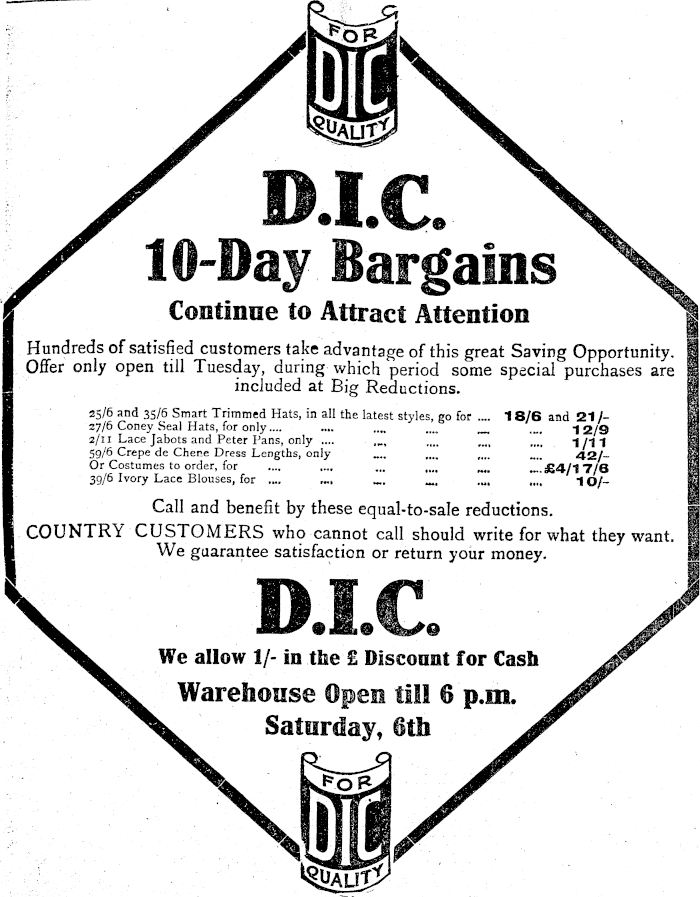 FOR
DIC
QUALITY
D.I.C.
10-Day Bargains
Continue to Attract Attention
Hundreds of satisfied customers take advantage of this great Saving Opportunity.
Offer only open till Tuesday, during which period some special purchases are
included at Big Reductions.
25/6 and 35/6 Smart Trimmed Hats, in all the latest styles, go for .... 18/6 and 21/-
27/6 Coney Seal Hats, for only .... .... .... .... .... .... 12/9
2/11 Lace Jabots and Peter Pans, only .... .... .... .... .... 1/11
59/6 Crepe de Chene Dress Lengths, only .... .... .... .... 42/-
Or Costumes to order, for .... .... .... .... .... .... £4/17/6
39/6 Ivory Lace Blouses, for .... .... .... .... .... .... 10/-
Call and benefit by these equal-to-sale reductions.
COUNTRY CUSTOMERS who cannot call should write for what they want.
We guarantee satisfaction or return your money.
D.I.C.
We allow 1/- in the £ Discount for Cash
Warehouse Open till 6 p.m.
Saturday, 6th
FOR
DIC
QUALITY